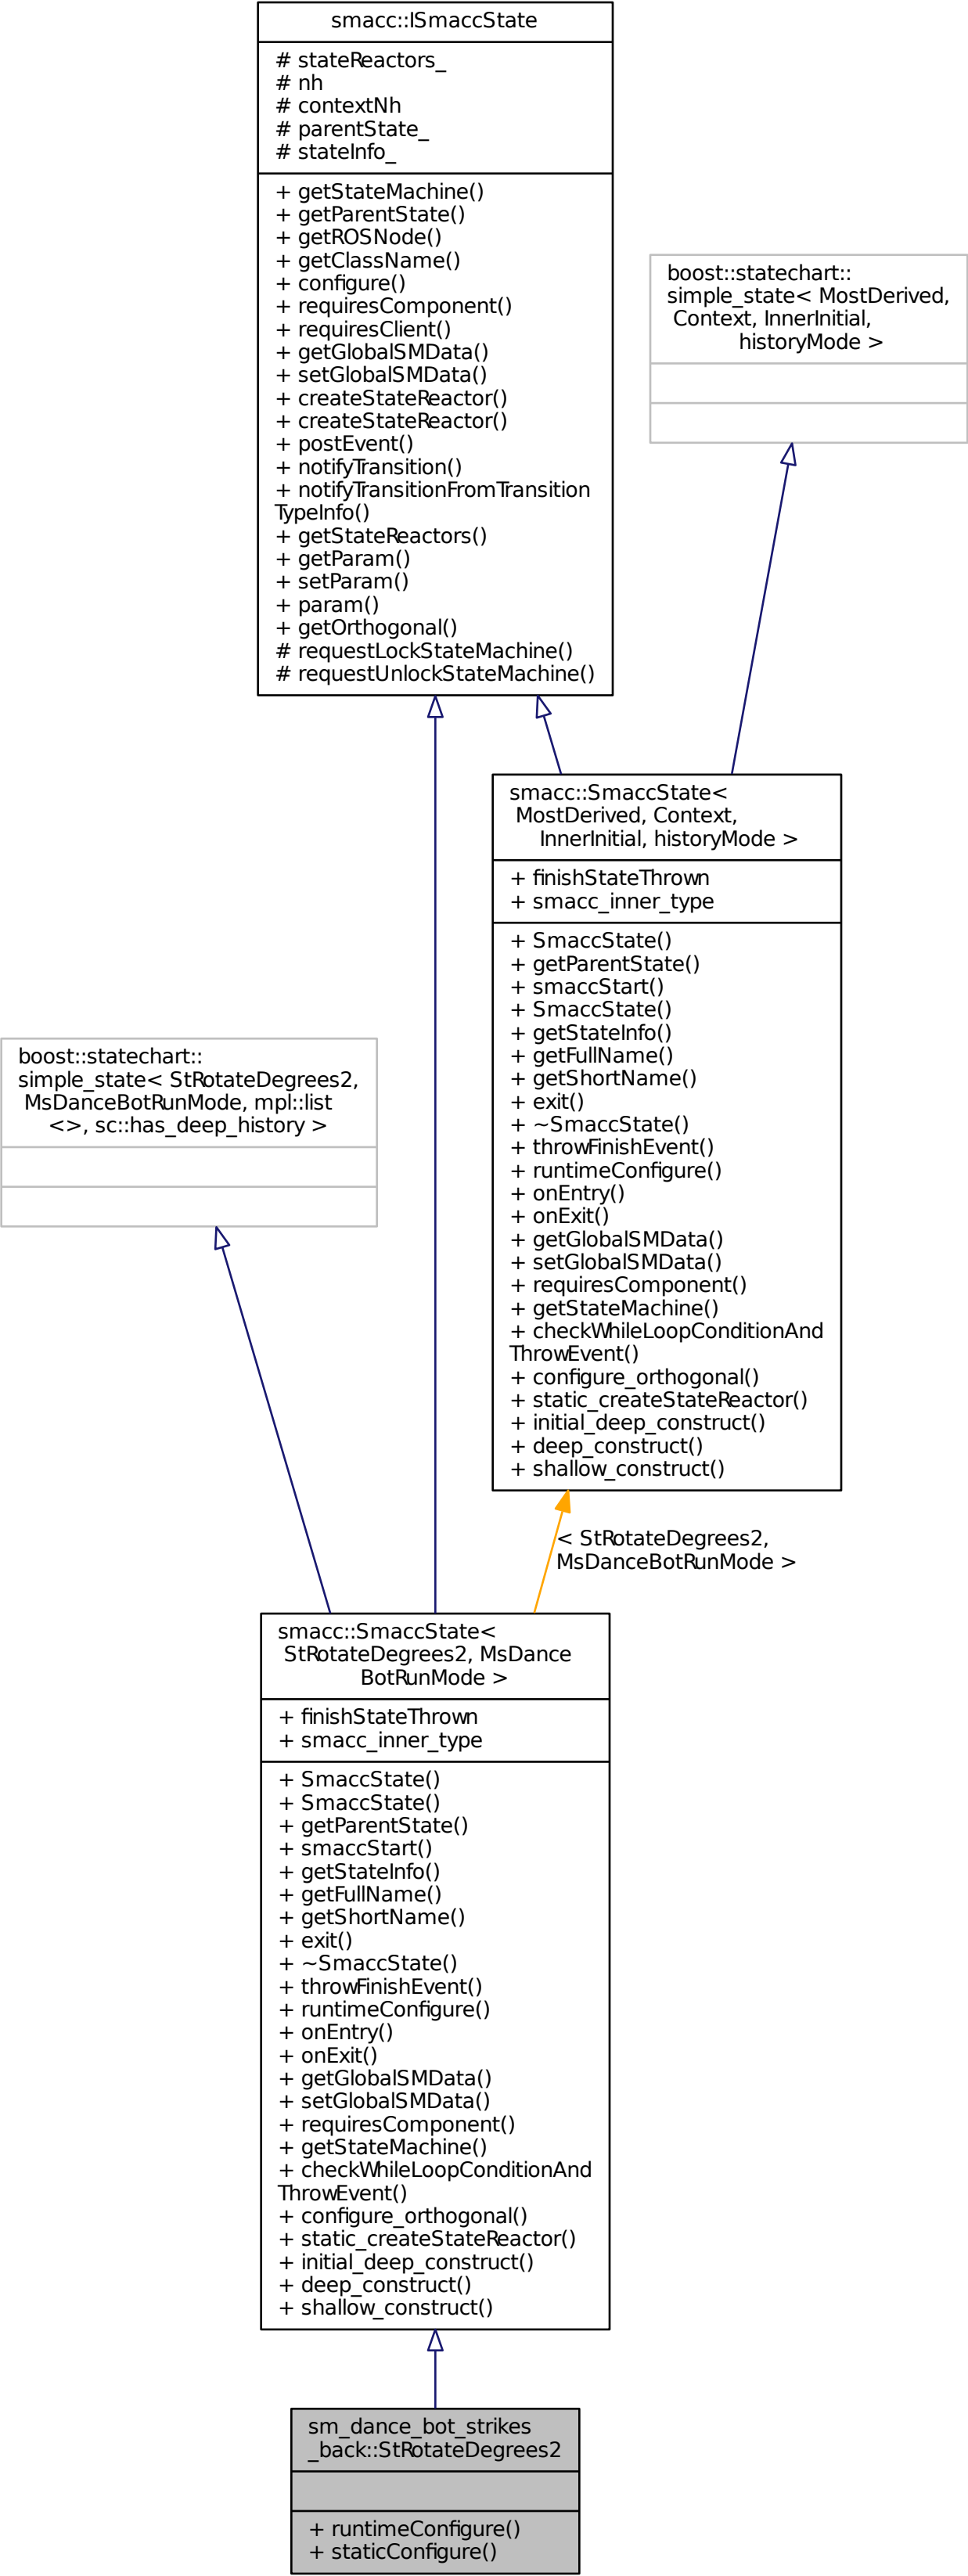 smacc::ISmaccState
# stateReactors_
# nh
# contextNh
# parentState_
# stateInfo_
+ getStateMachine()
+ getParentState()
+ getROSNode()
+ getClassName()
+ configure()
+ requiresComponent()
+ requiresClient()
+ getGlobalSMData()
+ setGlobalSMData()
+ createStateReactor()
+ createStateReactor()
+ postEvent()
+ notifyTransition()
+ notifyTransitionFromTransition
TypeInfo()
+ getStateReactors()
+ getParam()
+ setParam()
+ param()
+ getOrthogonal()
# requestLockStateMachine()
# requestUnlockStateMachine()
boost::statechart::
simple_state< MostDerived,
Context, InnerInitial,
historyMode >
smacc::SmaccState<
MostDerived, Context,
InnerInitial, historyMode >
+ finishStateThrown
+ smacc_inner_type
+ SmaccState()
+ getParentState()
+ smaccStart()
+ SmaccState()
+ getStateInfo()
+ getFullName()
+ getShortName()
+ exit()
+ ~SmaccState()
+ throwFinishEvent()
+ runtimeConfigure()
+ onEntry()
+ onExit()
+ getGlobalSMData()
+ setGlobalSMData()
+ requiresComponent()
+ getStateMachine()
+ checkWhileLoopConditionAnd
ThrowEvent()
+ configure_orthogonal()
+ static_createStateReactor()
+ initial_deep_construct()
+ deep_construct()
+ shallow_construct()
boost::statechart::
simple_state< StRotateDegrees2,
MsDanceBotRunMode, mpl::list
<>, sc::has_deep_history >
< StRotateDegrees2,
MsDanceBotRunMode >
smacc::SmaccState<
StRotateDegrees2, MsDance
BotRunMode >
+ finishStateThrown
+ smacc_inner_type
+ SmaccState()
+ SmaccState()
+ getParentState()
+ smaccStart()
+ getStateInfo()
+ getFullName()
+ getShortName()
+ exit()
+ ~SmaccState()
+ throwFinishEvent()
+ runtimeConfigure()
+ onEntry()
+ onExit()
+ getGlobalSMData()
+ setGlobalSMData()
+ requiresComponent()
+ getStateMachine()
+ checkWhileLoopConditionAnd
ThrowEvent()
+ configure_orthogonal()
+ static_createStateReactor()
+ initial_deep_construct()
+ deep_construct()
+ shallow_construct()
sm_dance_bot_strikes
_back::StRotateDegrees2
+ runtimeConfigure()
+ staticConfigure()